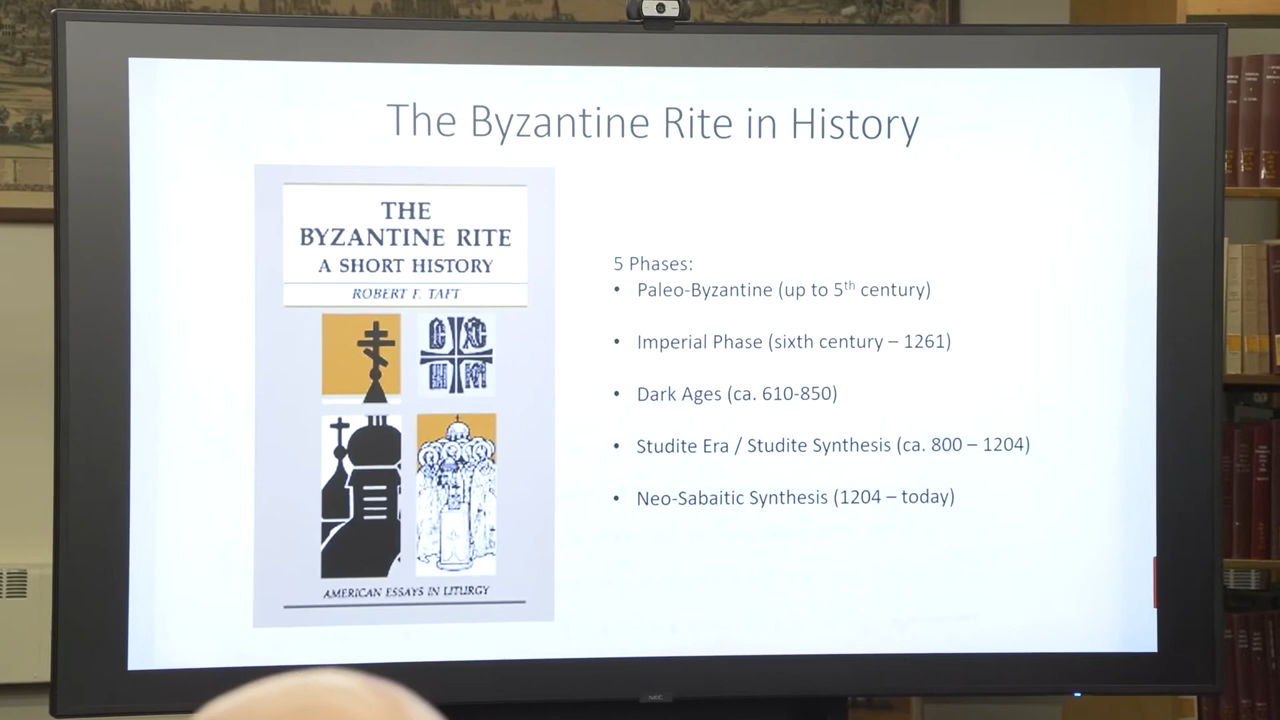 The Byzantine Rite in History
THE
BYZANTINE RITE
A SHORT HISTORY
ROBERT F. TAFT
AMERICAN ESSAYS IN LITURGY
5 Phases:
• Paleo-Byzantine (up to 5th century)
• Imperial Phase (sixth century – 1261)
• Dark Ages (ca. 610-850)
• Studite Era / Studite Synthesis (ca. 800 – 1204)
• Neo-Sabaitic Synthesis (1204 – today)
NEC